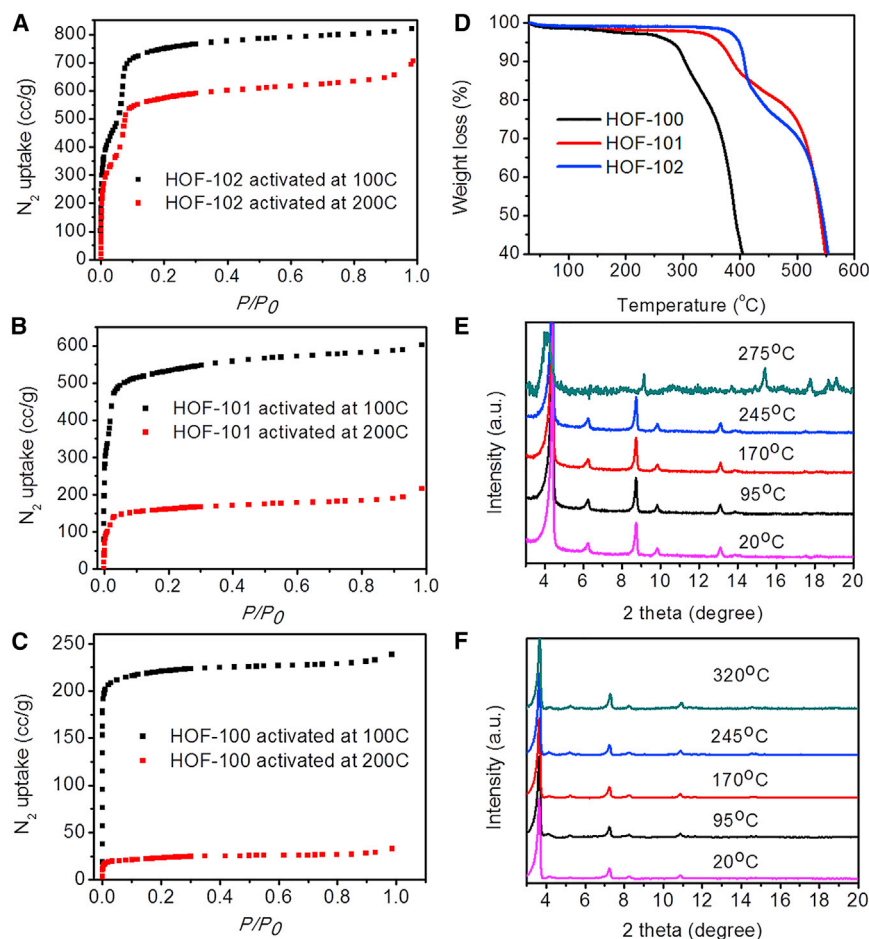 A
N2 uptake (cc/g)
800
700
600
500
400
300
200
100
0
HOF-102 activated at 100C
HOF-102 activated at 200C
0.0 0.2 0.4 0.6 0.8 1.0
P/P0
B
N2 uptake (cc/g)
600
500
400
300
200
100
0
HOF-101 activated at 100C
HOF-101 activated at 200C
0.0 0.2 0.4 0.6 0.8 1.0
P/P0
C
N2 uptake (cc/g)
250
200
150
100
50
25
0
HOF-100 activated at 100C
HOF-100 activated at 200C
0.0 0.2 0.4 0.6 0.8 1.0
P/P0
D
Weight loss (%)
100
90
80
70
60
50
40
HOF-100
HOF-101
HOF-102
100 200 300 400 500 600
Temperature (°C)
E
Intensity (a.u.)
275°C
245°C
170°C
95°C
20°C
4 6 8 10 12 14 16 18 20
2 theta (degree)
F
Intensity (a.u.)
320°C
245°C
170°C
95°C
20°C
4 6 8 10 12 14 16 18 20
2 theta (degree)